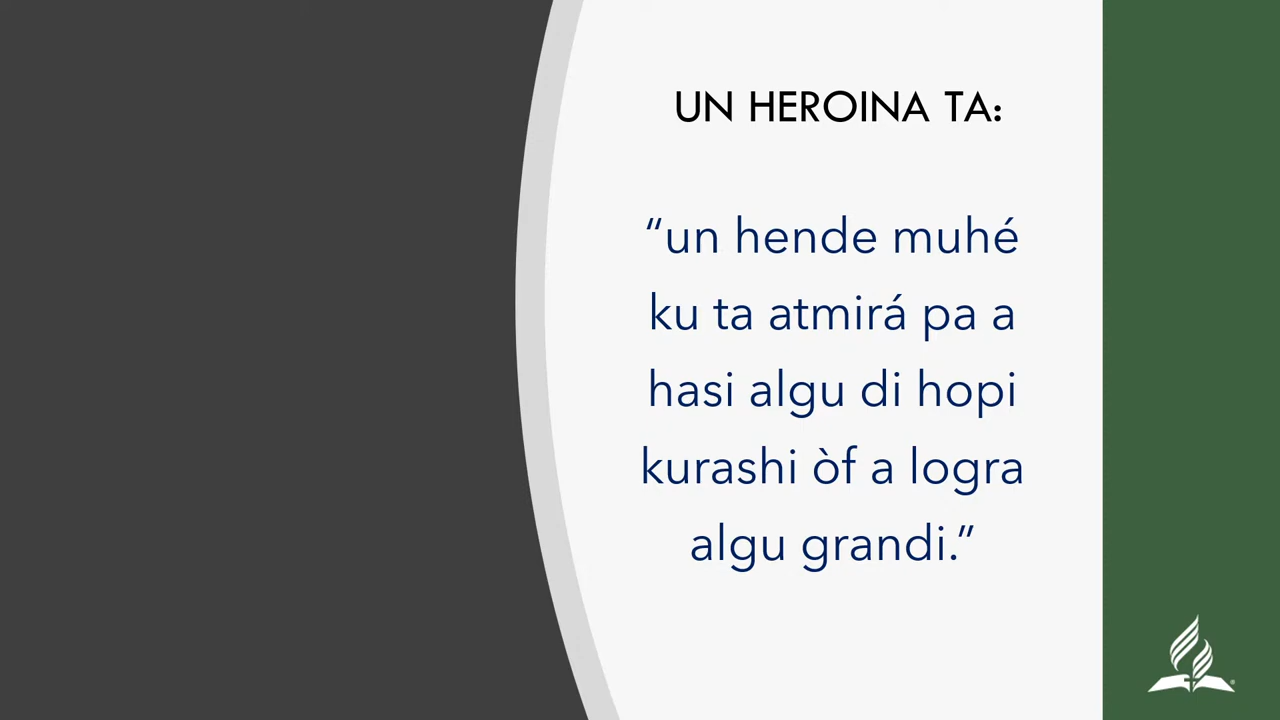 UN HEROINA TA:
“un hende muhé
ku ta atmirá pa a
hasi algu di hopi
kurashi òf a logra
algu grandi.”